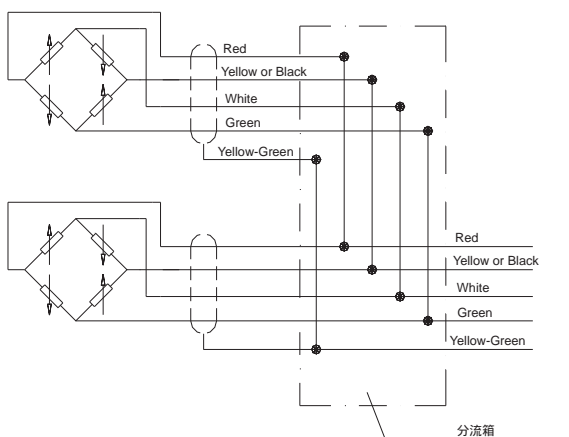 Red
Yellow or Black
White
Green
Yellow-Green
Red
Yellow or Black
White
Green
Yellow-Green
分流箱